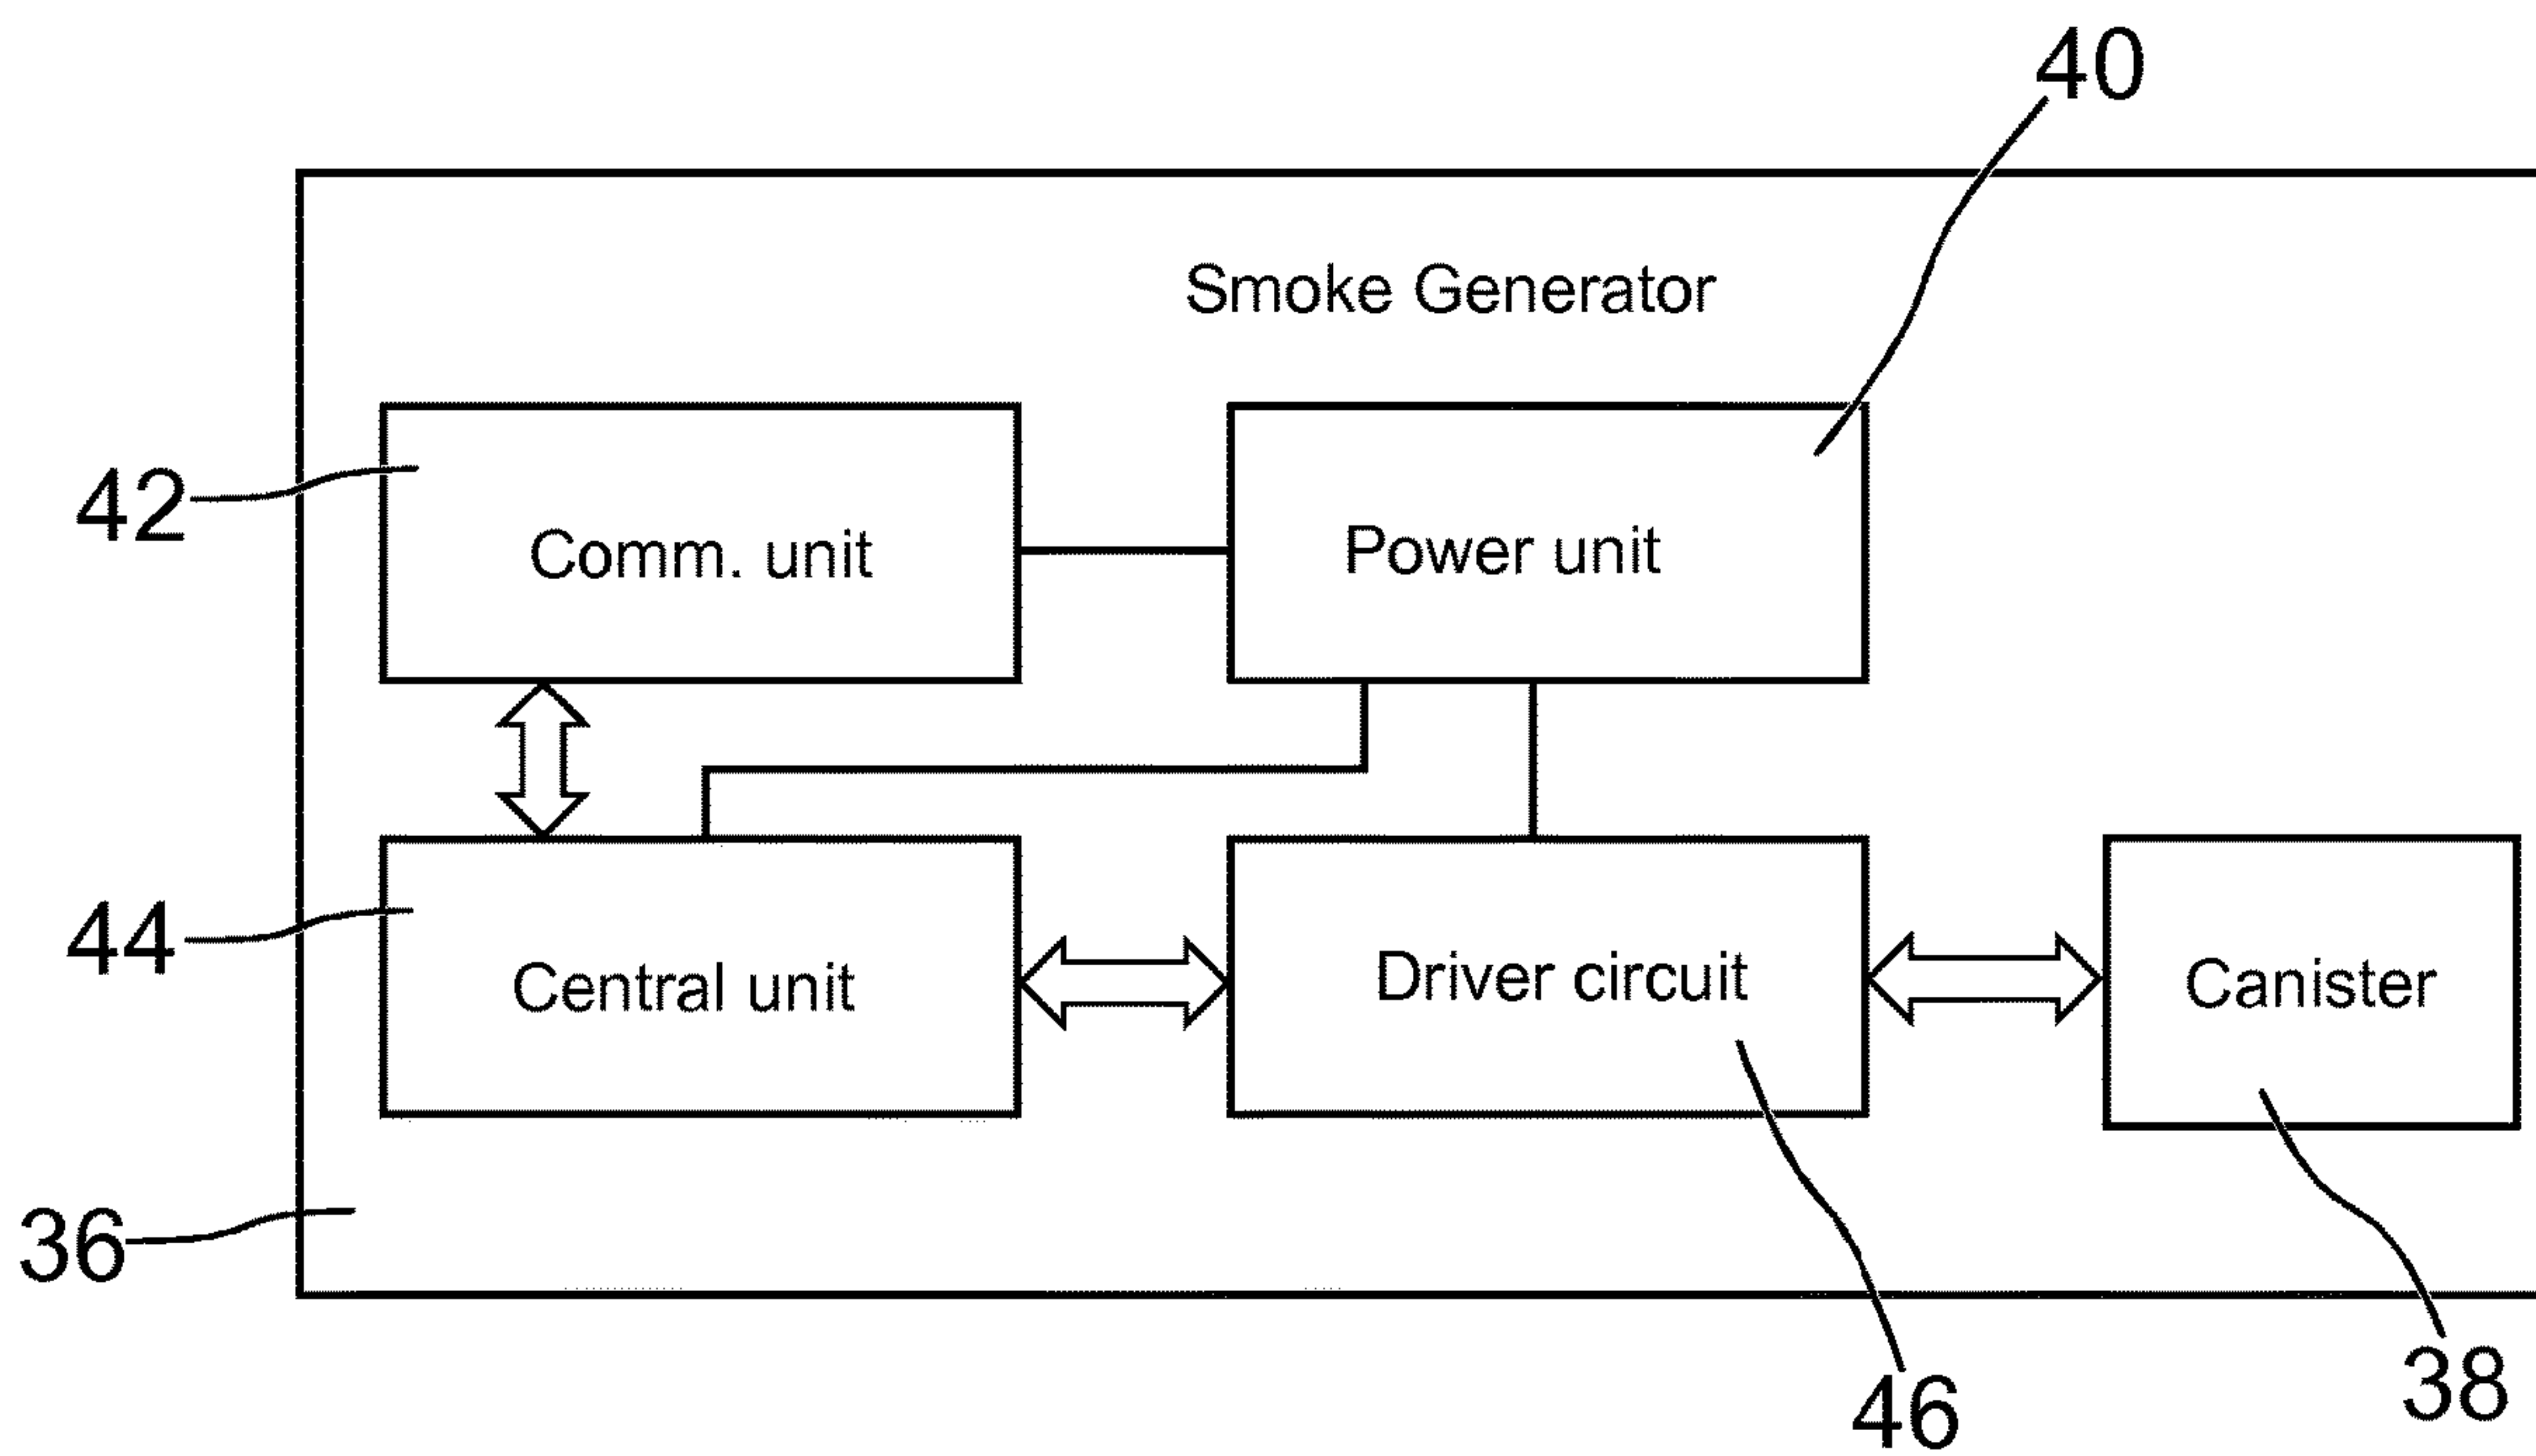 40
Smoke Generator
42
Comm. unit
Power unit
44
Central unit
Driver circuit
Canister
36
46
38